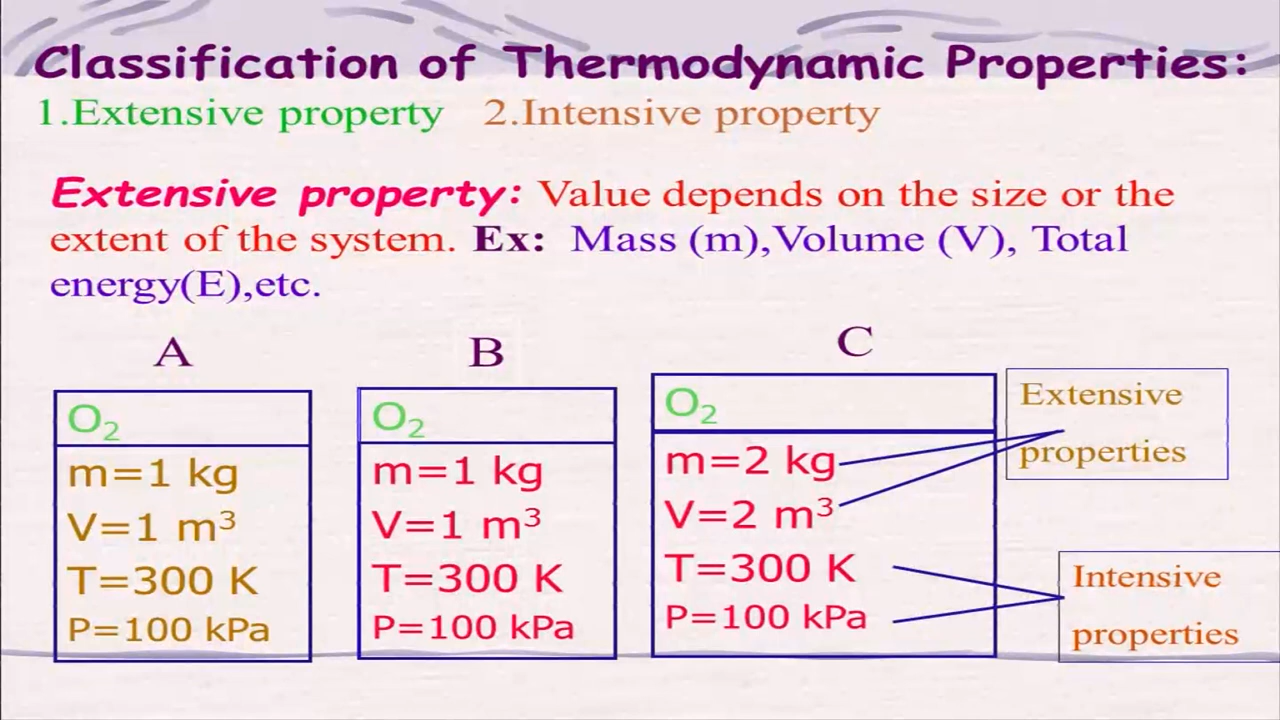 Classification of Thermodynamic Properties:
1.Extensive property 2.Intensive property
Extensive property: Value depends on the size or the
extent of the system. Ex: Mass (m),Volume (V), Total
energy(E),etc.
A
B
C
O₂
m=1 kg
V=1 m³
T=300 K
P=100 kPa
O₂
m=1 kg
V=1 m³
T=300 K
P=100 kPa
O₂
m=2 kg
V=2 m³
T=300 K
P=100 kPa
Extensive
properties
Intensive
properties